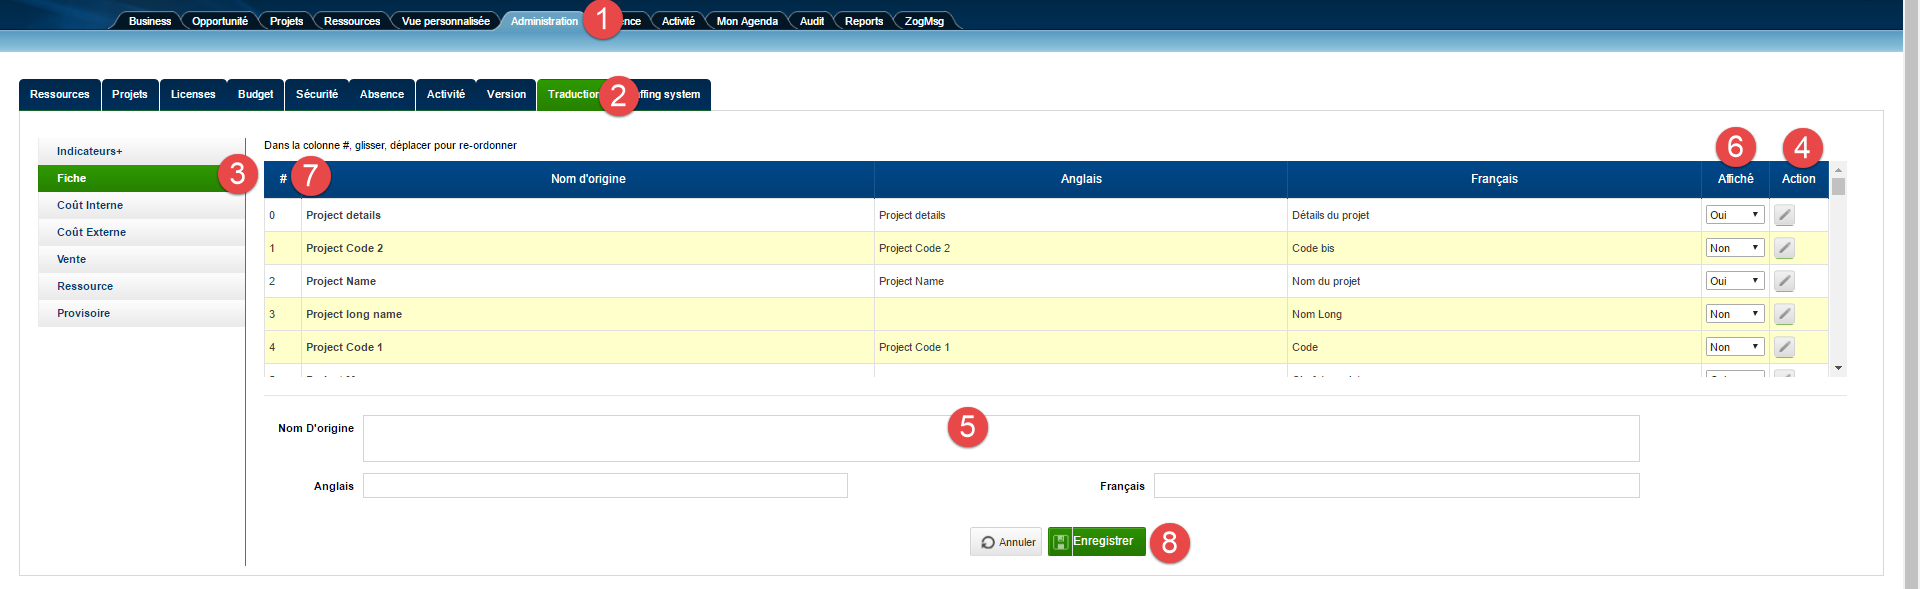 Business Opportunité Projets Ressources Vue personnalisée Administration 1 nce Activité Mon Agenda Audit Reports ZogMsg
Ressources Projets Licenses Budget Sécurité Absence Activité Version Traduction 2 ffing system
Dans la colonne #, glisser, déplacer pour re-ordonner
Indicateurs+
Fiche 3
Coût Interne
Coût Externe
Vente
Ressource
Provisoire
6 4
# 7 Nom d'origine Anglais Français Affiché Action
0 Project details Project details Détails du projet Oui
1 Project Code 2 Project Code 2 Code bis Non
2 Project Name Project Name Nom du projet Oui
3 Project long name Nom Long Non
4 Project Code 1 Project Code 1 Code Non
Nom D'origine 5
Anglais Français
Annuler Enregistrer 8